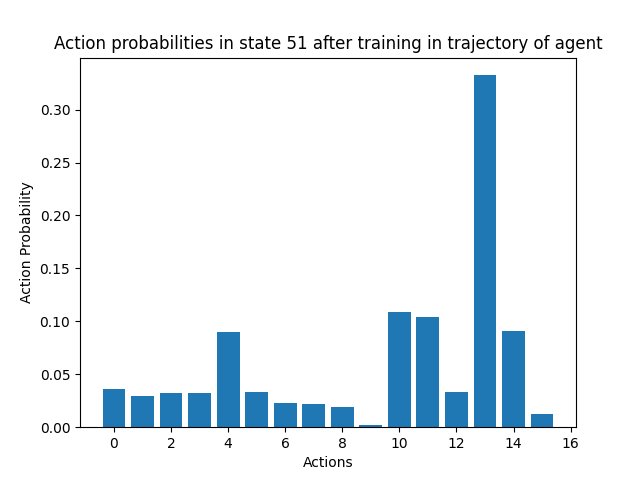 Action probabilities in state 51 after training in trajectory of agent
0.30
0.25
0.20
0.15
0.10
0.05
0.00
Action Probability
0 2 4 6 8 10 12 14 16
Actions